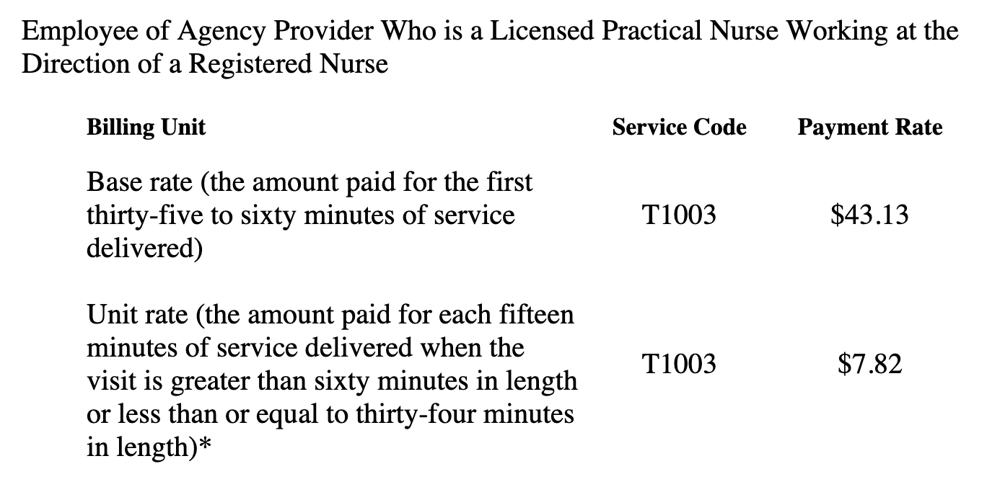 Employee of Agency Provider Who is a Licensed Practical Nurse Working at the
Direction of a Registered Nurse
Billing Unit Service Code Payment Rate
Base rate (the amount paid for the first
thirty-five to sixty minutes of service
delivered)
T1003 $43.13
Unit rate (the amount paid for each fifteen
minutes of service delivered when the
visit is greater than sixty minutes in length
or less than or equal to thirty-four minutes
in length)*
T1003 $7.82